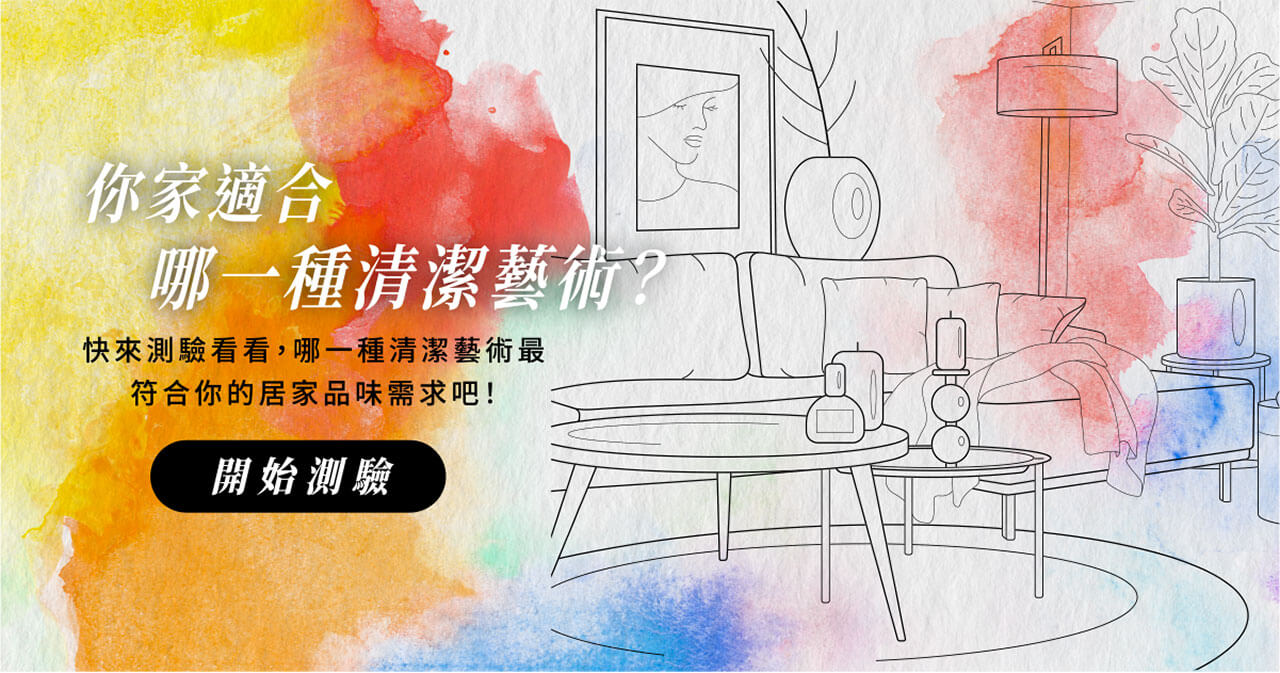 你家適合
哪一種清潔藝術?
快來測驗看看,哪一種清潔藝術最
符合你的居家品味需求吧!
開始測驗